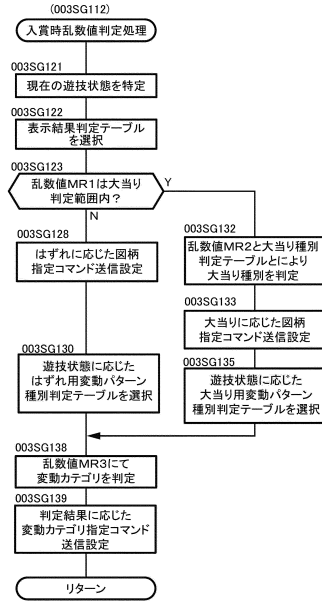 (003SG112)
入賞時乱数値判定処理
003SG121
現在の遊技状態を特定
003SG122
表示結果判定テーブル
を選択
003SG123
乱数値MR1は大当り
判定範囲内?
Y
N
003SG128
はずれに応じた図柄
指定コマンド送信設定
003SG130
遊技状態に応じた
はずれ用変動パターン
種別判定テーブルを選択
003SG132
乱数値MR2と大当り種別
判定テーブルとにより
大当り種別を判定
003SG133
大当りに応じた図柄
指定コマンド送信設定
003SG135
遊技状態に応じた
大当り用変動パターン
種別判定テーブルを選択
003SG138
乱数値MR3にて
変動カテゴリを判定
003SG139
判定結果に応じた
変動カテゴリ指定コマンド
送信設定
リターン